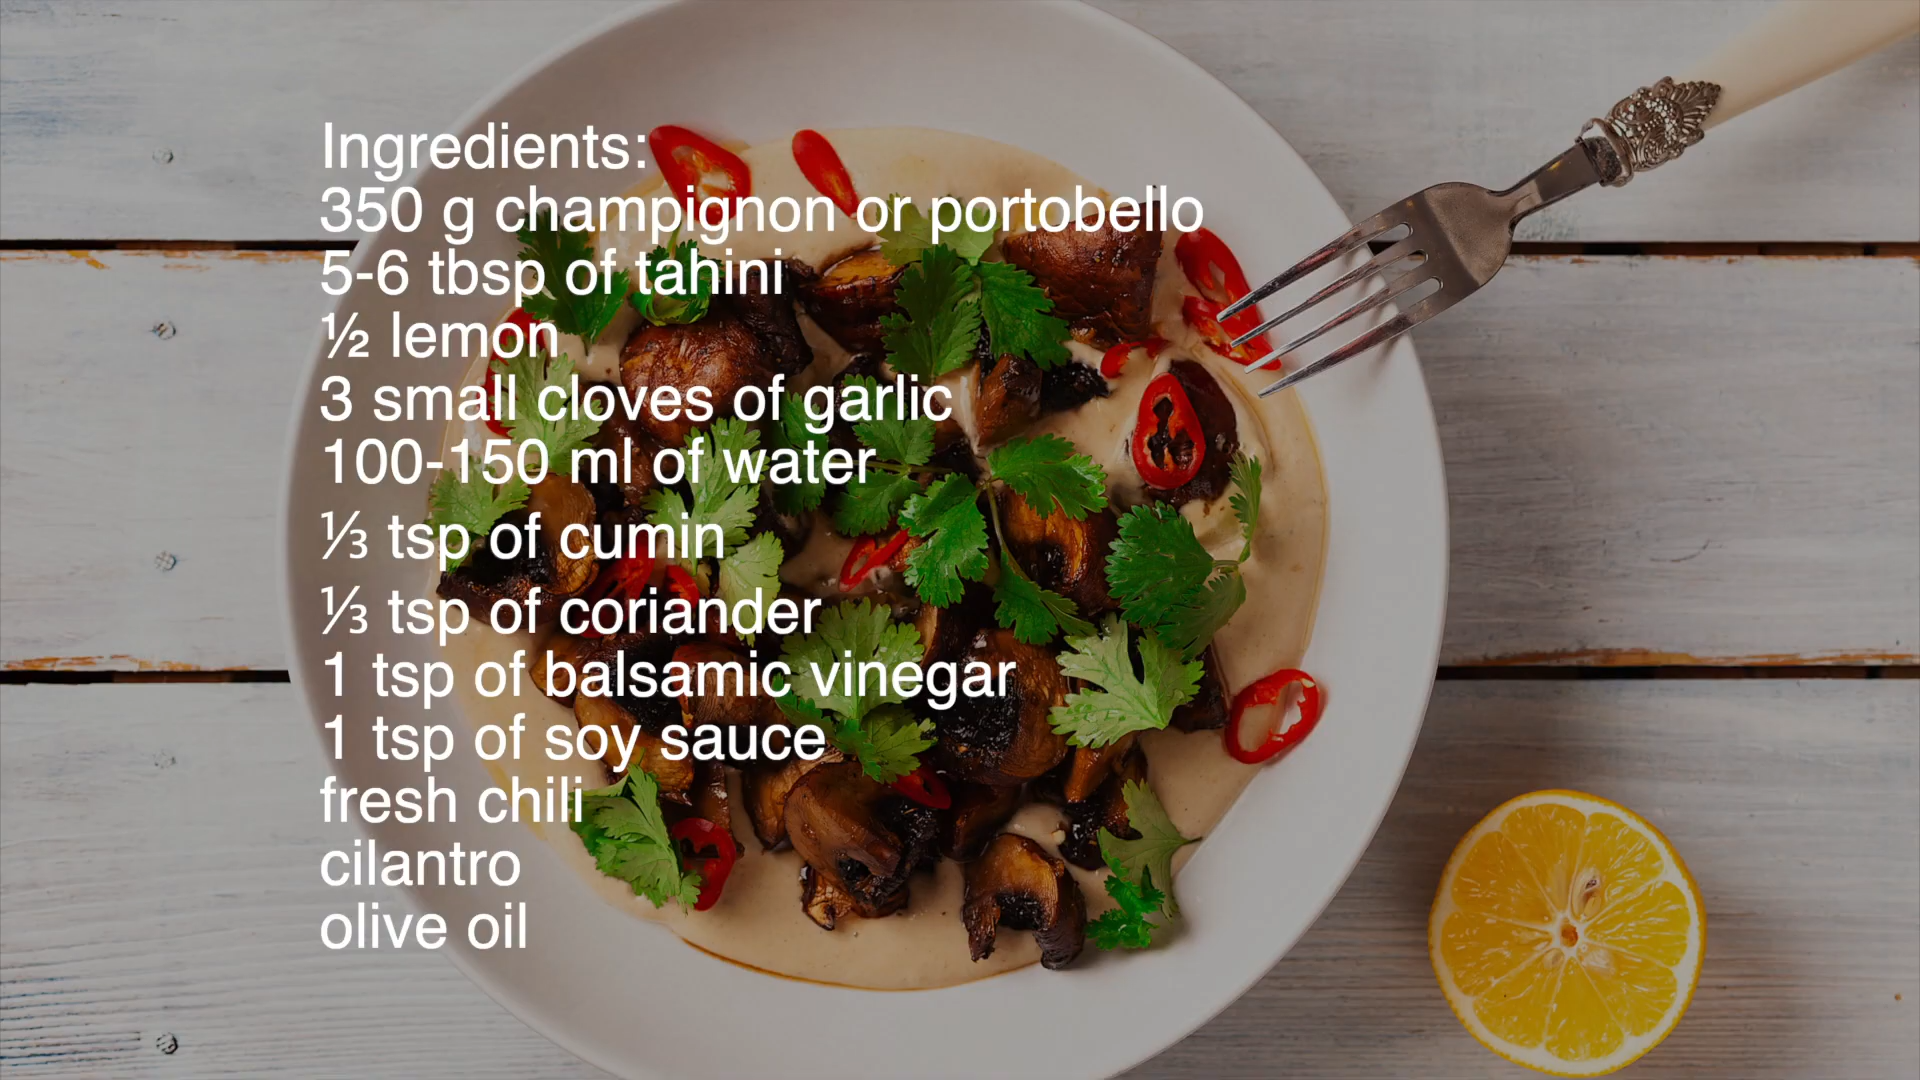 Ingredients:
350 g champignon or portobello
5-6 tbsp of tahini
½ lemon
3 small cloves of garlic
100-150 ml of water
⅓ tsp of cumin
⅓ tsp of coriander
1 tsp of balsamic vinegar
1 tsp of soy sauce
fresh chili
cilantro
olive oil